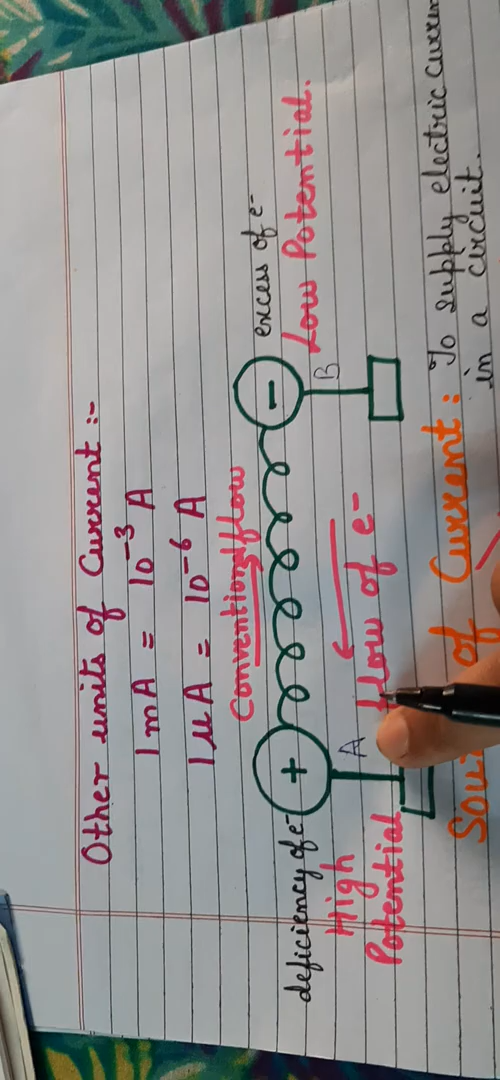 Other units of Current :-
1 mA = 10⁻³ A
1 μA = 10⁻⁶ A
Conventional flow
+
-
deficiency of e-
excess of e-
High
Potential
Low Potential.
A
B
flow of e-
of Current : To supply electric current
in a circuit.